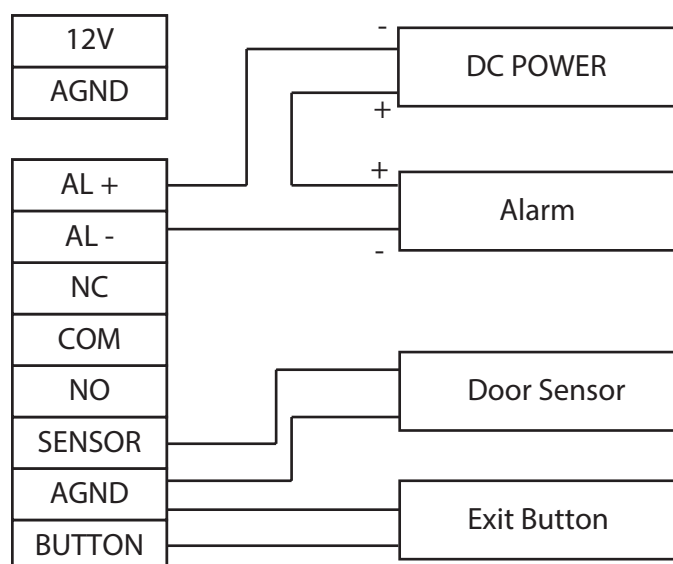 12V
AGND
AL +
AL -
NC
COM
NO
SENSOR
AGND
BUTTON
-
DC POWER
+
+
Alarm
-
Door Sensor
Exit Button